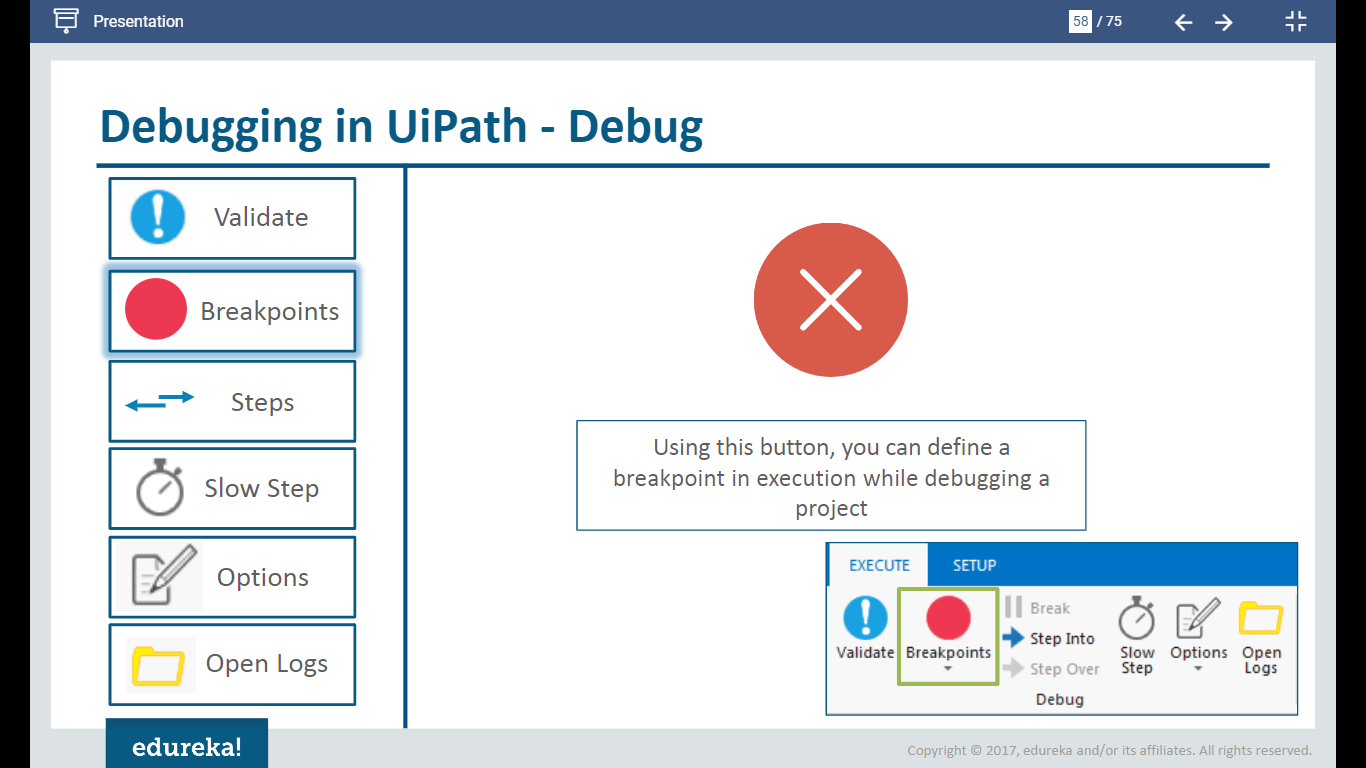 Presentation
58 / 75
Debugging in UiPath - Debug
Validate
Breakpoints
Steps
Slow Step
Options
Open Logs
Using this button, you can define a
breakpoint in execution while debugging a
project
EXECUTE SETUP
Validate
Breakpoints
Break
Step Into
Step Over
Slow
Step
Options
Open
Logs
Debug
edureka!
Copyright © 2017, edureka and/or its affiliates. All rights reserved.